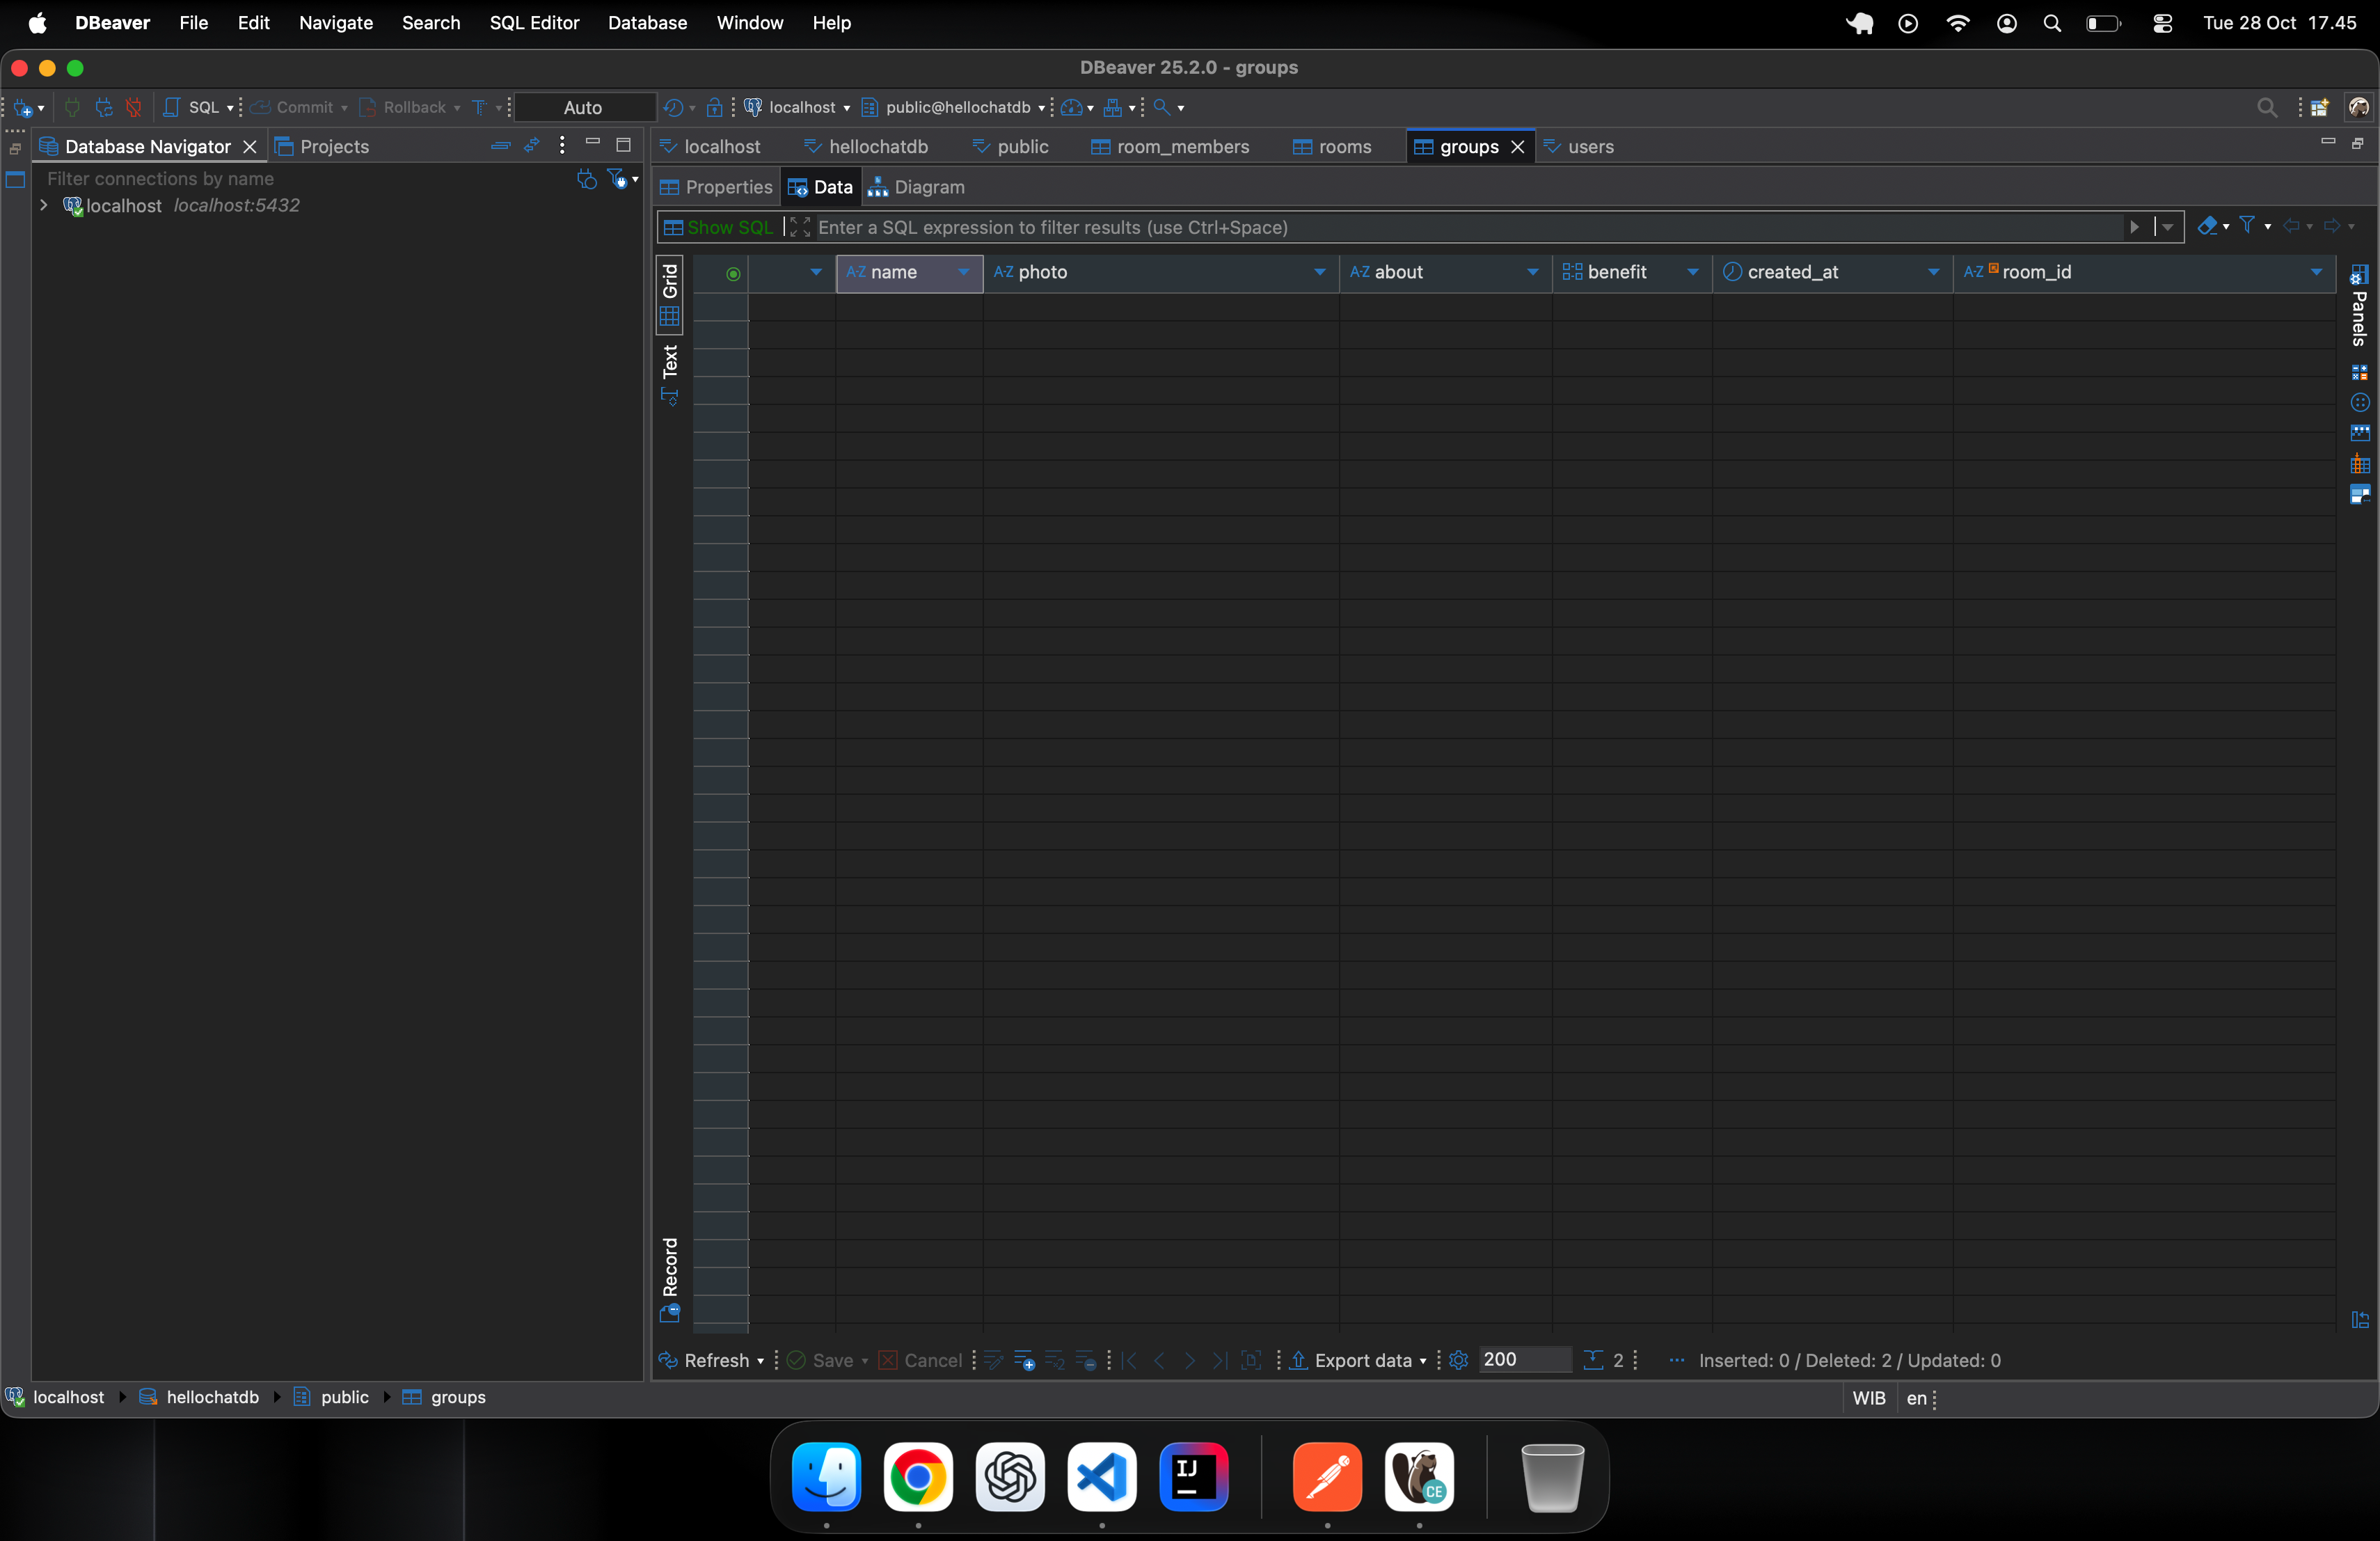 DBeaver File Edit Navigate Search SQL Editor Database Window Help Tue 28 Oct 17.45
DBeaver 25.2.0 - groups
SQL Commit Rollback T Auto localhost public@hellochatdb
Database Navigator Projects localhost hellochatdb public room_members rooms groups users
Filter connections by name Properties Data Diagram
localhost localhost:5432
Show SQL Enter a SQL expression to filter results (use Ctrl+Space)
Grid A-Z name A-Z photo A-Z about benefit created_at A-Z room_id
Panels
Text
Record
Refresh Save Cancel Export data 200 2 ... Inserted: 0 / Deleted: 2 / Updated: 0
localhost hellochatdb public groups WIB en
IJ CE